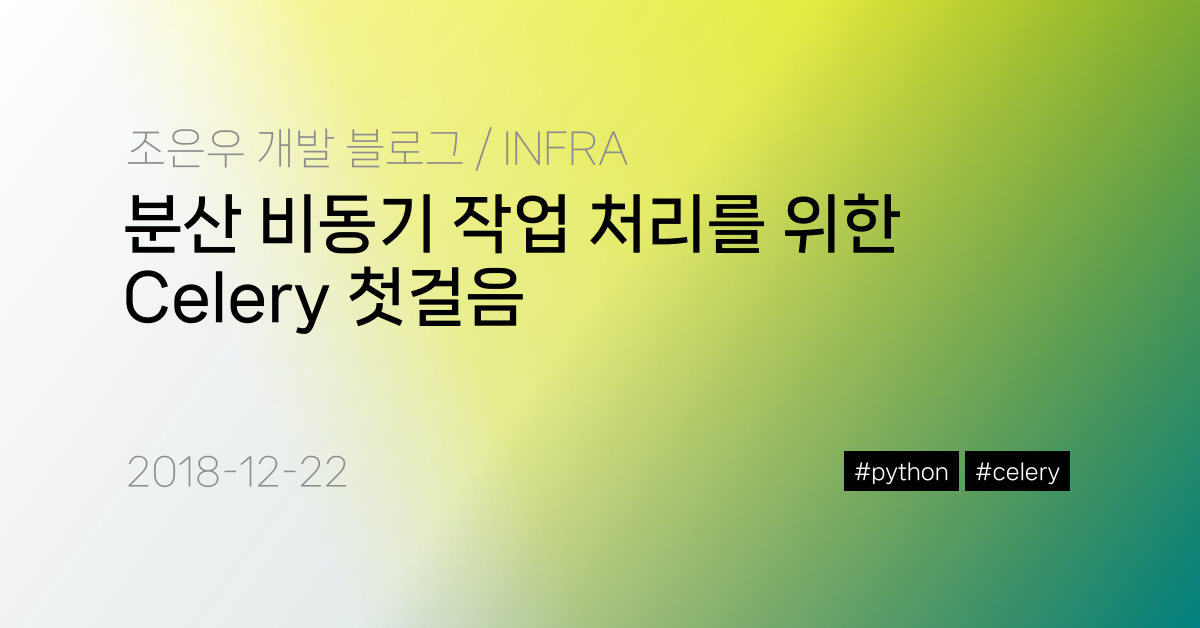 조은우 개발 블로그 / INFRA
분산 비동기 작업 처리를 위한
Celery 첫걸음
2018-12-22
#python #celery